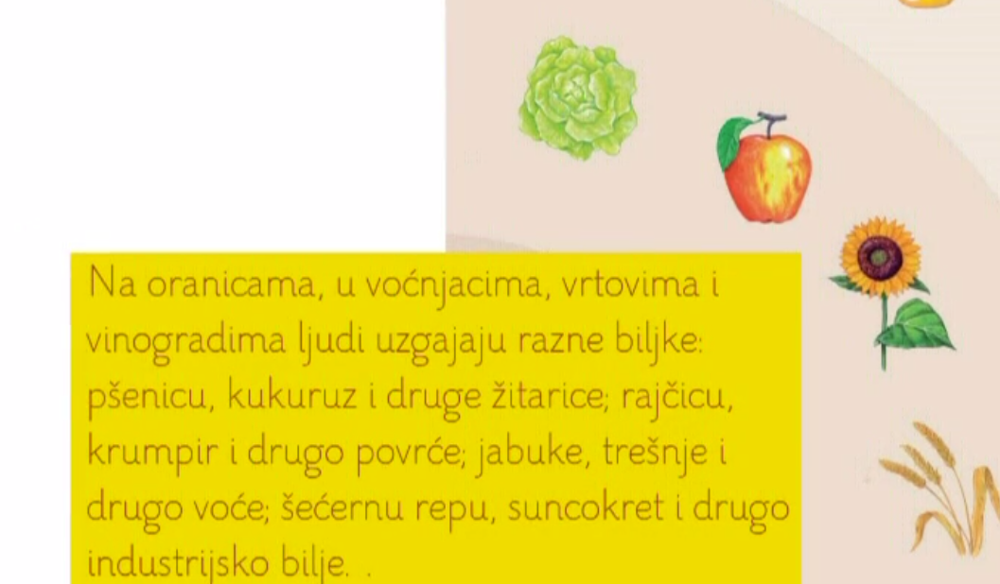 Na oranicama, u voćnjacima, vrtovima i
vinogradima ljudi uzgajaju razne biljke:
pšenicu, kukuruz i druge žitarice; rajčicu,
krumpir i drugo povrće; jabuke, trešnje i
drugo voće; šećernu repu, suncokret i drugo
industrijsko bilje. .